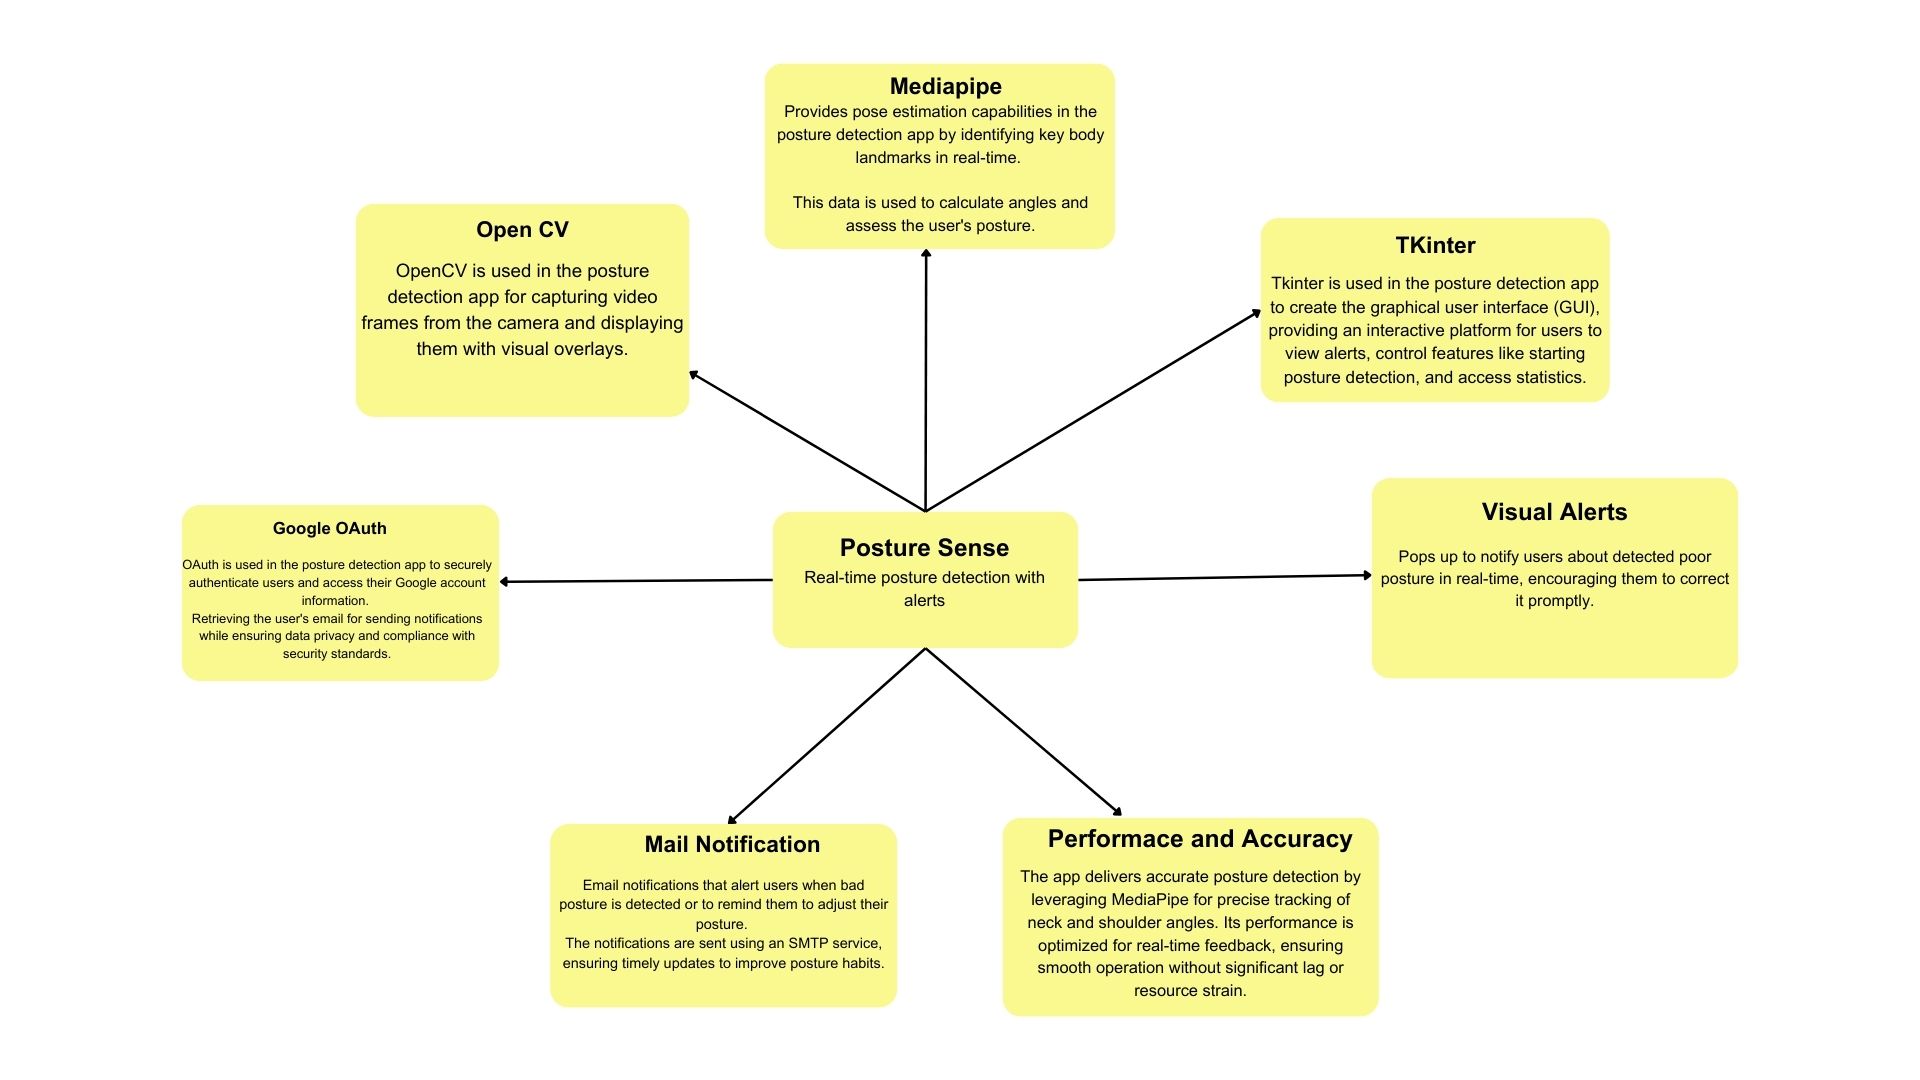 Mediapipe
Provides pose estimation capabilities in the
posture detection app by identifying key body
landmarks in real-time.
This data is used to calculate angles and
assess the user's posture.
Open CV
OpenCV is used in the posture
detection app for capturing video
frames from the camera and displaying
them with visual overlays.
TKinter
Tkinter is used in the posture detection app
to create the graphical user interface (GUI),
providing an interactive platform for users to
view alerts, control features like starting
posture detection, and access statistics.
Google OAuth
OAuth is used in the posture detection app to securely
authenticate users and access their Google account
information.
Retrieving the user's email for sending notifications
while ensuring data privacy and compliance with
security standards.
Posture Sense
Real-time posture detection with
alerts
Visual Alerts
Pops up to notify users about detected poor
posture in real-time, encouraging them to correct
it promptly.
Mail Notification
Email notifications that alert users when bad
posture is detected or to remind them to adjust their
posture.
The notifications are sent using an SMTP service,
ensuring timely updates to improve posture habits.
Performace and Accuracy
The app delivers accurate posture detection by
leveraging MediaPipe for precise tracking of
neck and shoulder angles. Its performance is
optimized for real-time feedback, ensuring
smooth operation without significant lag or
resource strain.